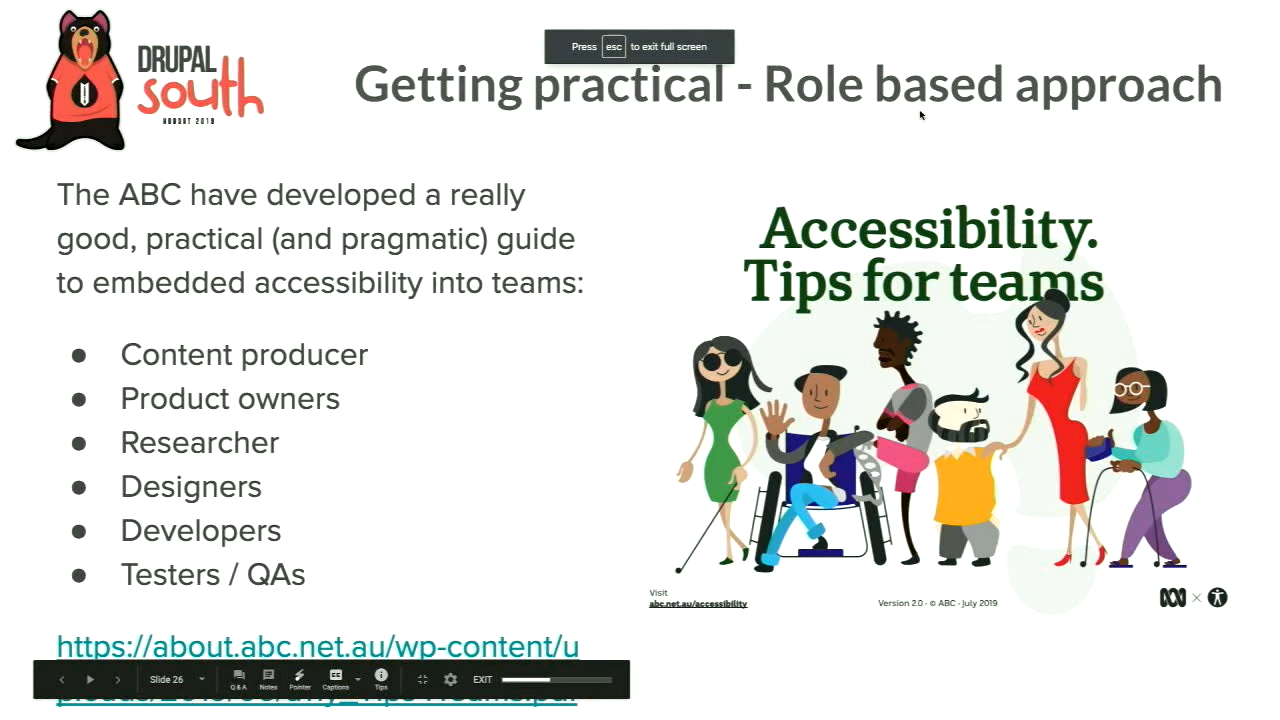 DRUPAL
south
AUGUST 2019
Press esc to exit full screen
Getting practical - Role based approach
The ABC have developed a really
good, practical (and pragmatic) guide
to embedded accessibility into teams:
● Content producer
● Product owners
● Researcher
● Designers
● Developers
● Testers / QAs
https://about.abc.net.au/wp-content/u
Accessibility.
Tips for teams
Visit
abc.net.au/accessibility
Version 2.0 - © ABC - July 2019
Slide 26
Q&A
Notes
Pointer
CC
Captions
Tips
EXIT